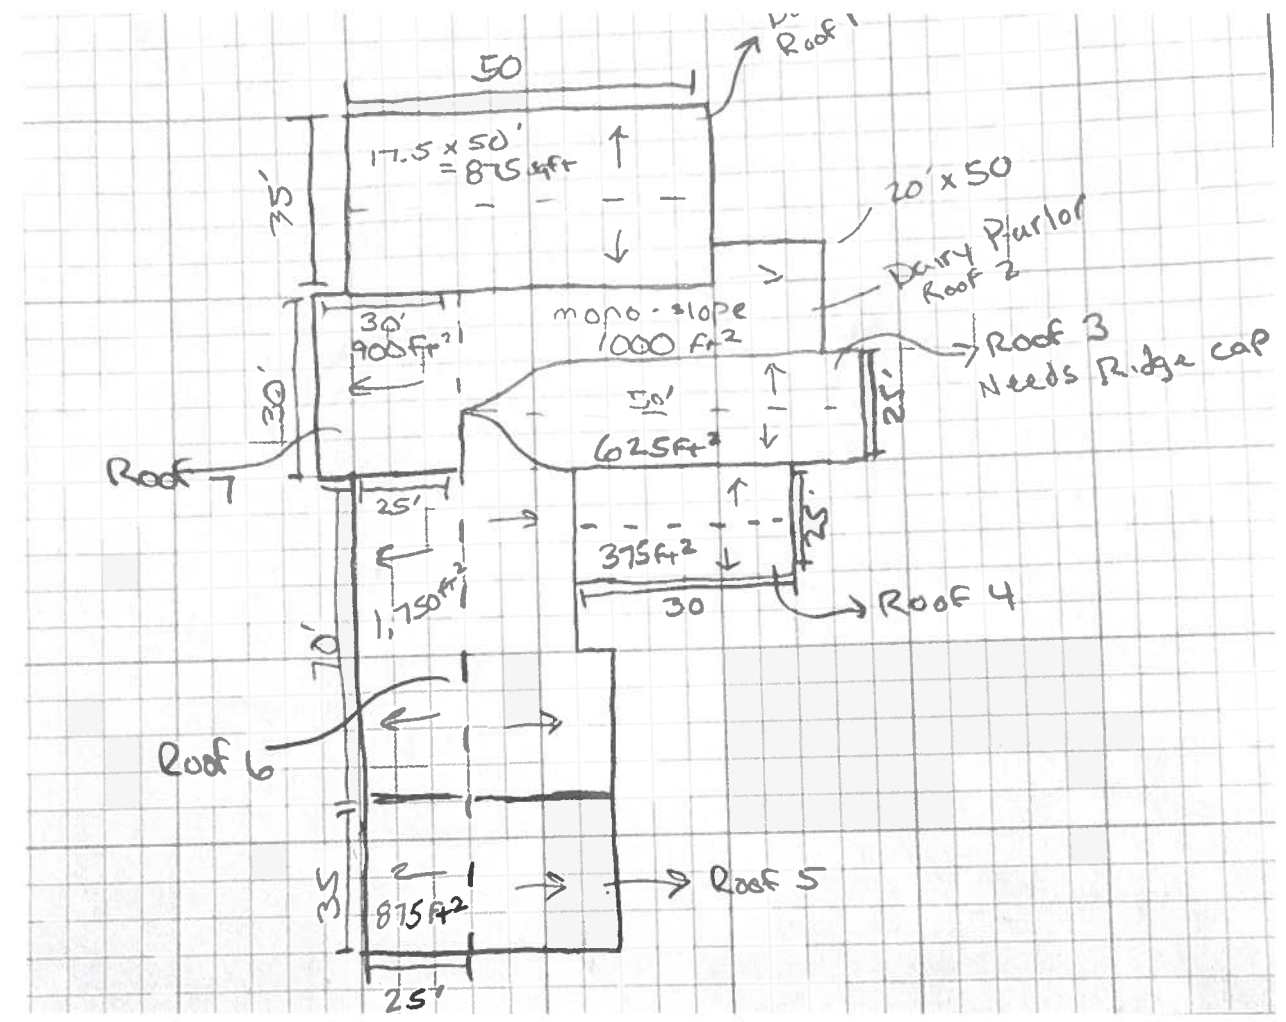 Roof 1
50
17.5 x 50'
= 875 sqft
35'
20' x 50
Dairy Parlor
Roof 2
mono-slope
1000 ft²
30'
900 ft²
30'
Roof 3
Needs Ridge cap
50'
625 ft²
25'
Roof 7
25'
375 ft²
25'
30
Roof 4
1,750 ft²
70'
Roof 6
35
875 ft²
Roof 5
25'